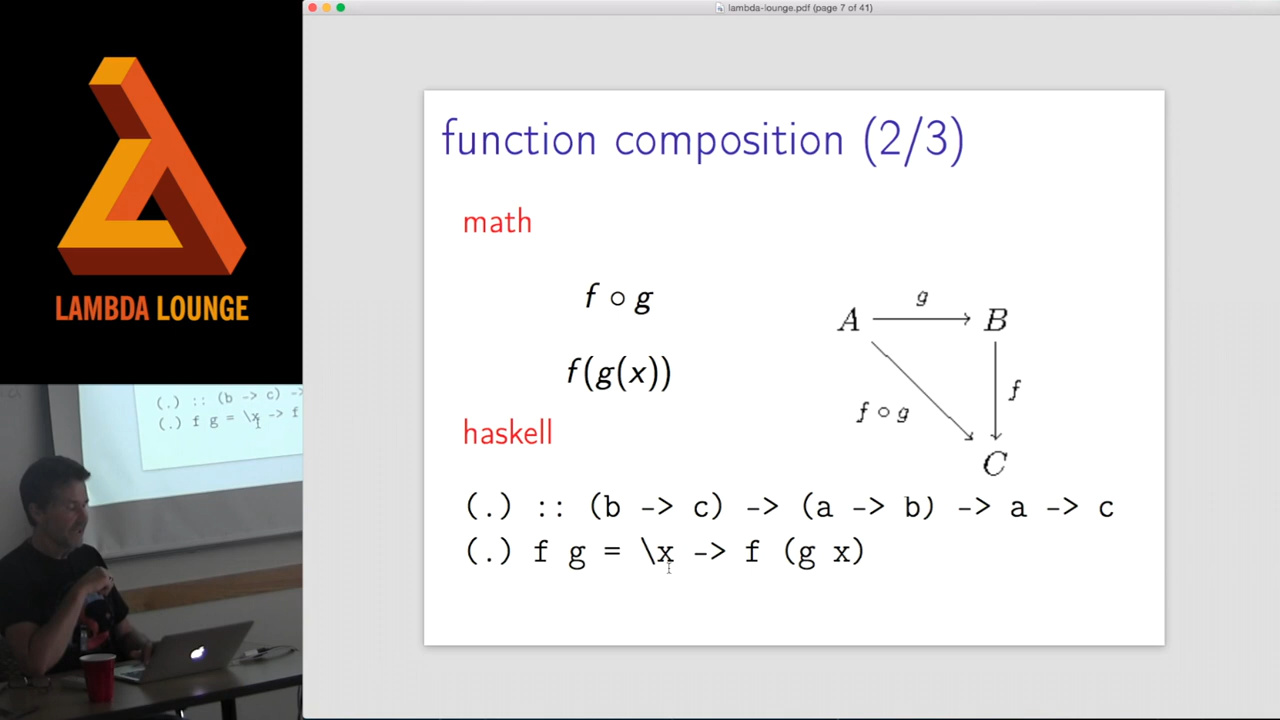 lambda-lounge.pdf (page 7 of 41)
LAMBDA LOUNGE
function composition (2/3)
math
f ∘ g
f(g(x))
A
g
B
f
f ∘ g
C
haskell
(.) :: (b -> c) -> (a -> b) -> a -> c
(.) f g = \x -> f (g x)
(.) :: (b -> c) ->
(.) f g = \x -> f